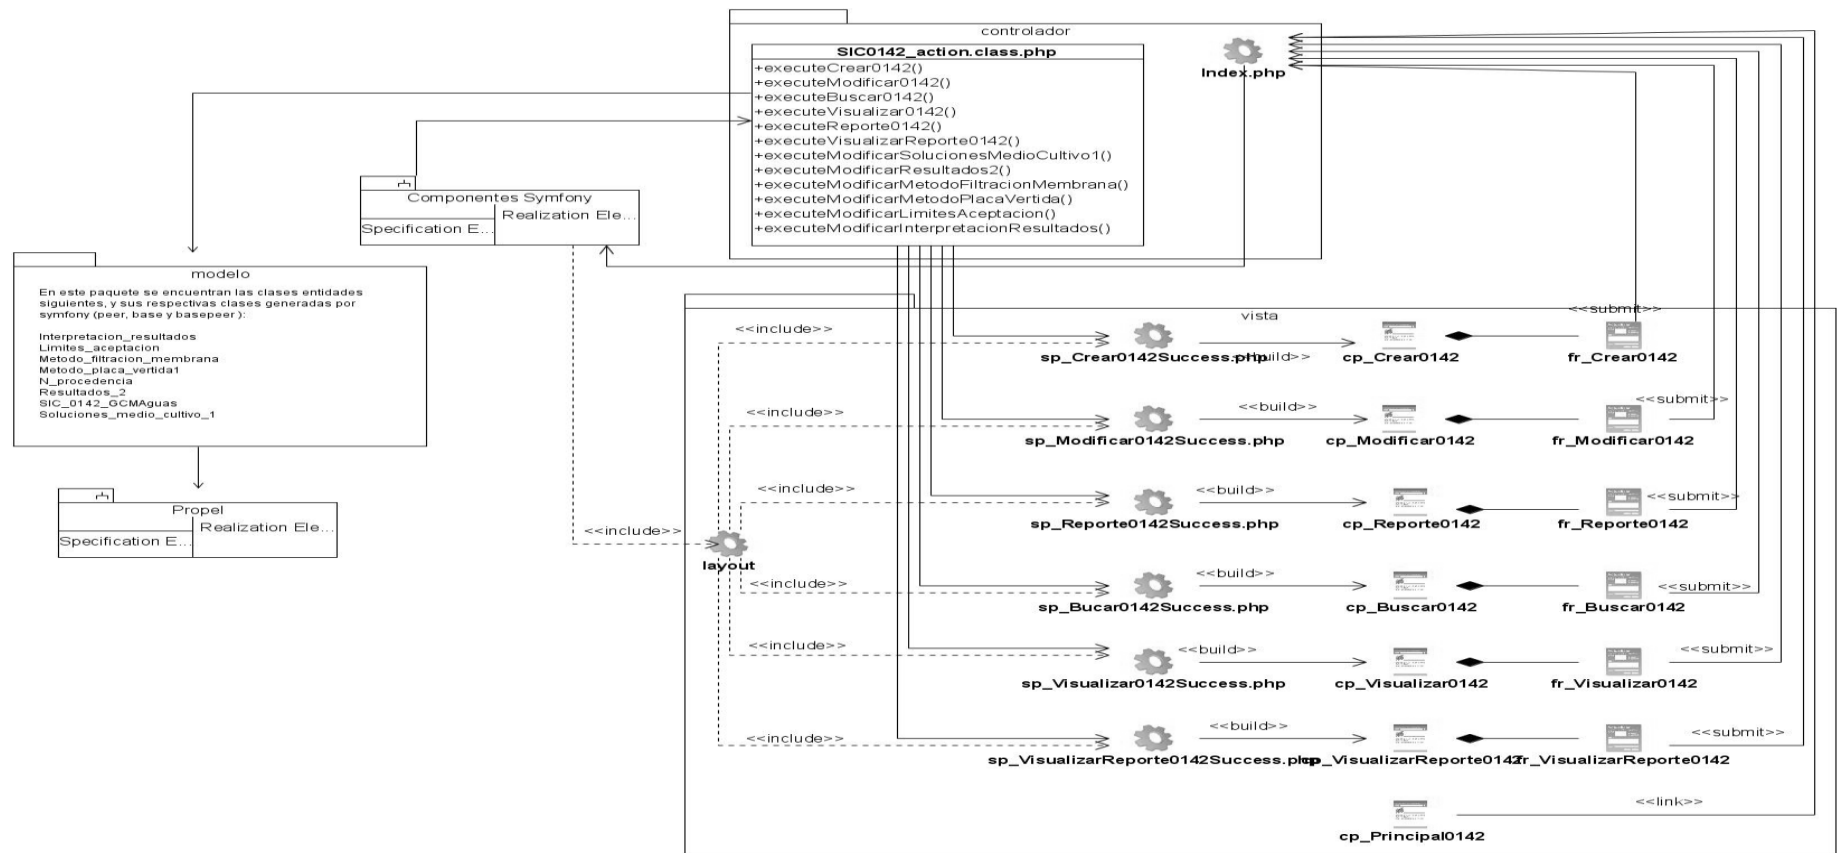 controlador
SIC0142_action.class.php
+executeCrear0142()
+executeModificar0142()
+executeBuscar0142()
+executeVisualizar0142()
+executeReporte0142()
+executeVisualizarReporte0142()
+executeModificarSolucionesMedioCultivo1()
+executeModificarResultados2()
+executeModificarMetodoFiltracionMembrana()
+executeModificarMetodoPlacaVertida()
+executeModificarLimitesAceptacion()
+executeModificarInterpretacionResultados()
Index.php
Componentes Symfony
Specification E...
Realization Ele...
modelo
En este paquete se encuentran las clases entidades
siguientes, y sus respectivas clases generadas por
symfony (peer, base y basepeer ):
Interpretacion_resultados
Limites_aceptacion
Metodo_filtracion_membrana
Metodo_placa_vertida1
N_procedencia
Resultados_2
SIC_0142_GCMAguas
Soluciones_medio_cultivo_1
Propel
Specification E...
Realization Ele...
vista
<<include>>
layout
<<include>>
sp_Crear0142Success.php
<<build>>
cp_Crear0142
fr_Crear0142
<<submit>>
<<include>>
sp_Modificar0142Success.php
<<build>>
cp_Modificar0142
fr_Modificar0142
<<submit>>
<<include>>
sp_Reporte0142Success.php
<<build>>
cp_Reporte0142
fr_Reporte0142
<<submit>>
<<include>>
sp_Bucar0142Success.php
<<build>>
cp_Buscar0142
fr_Buscar0142
<<submit>>
<<include>>
sp_Visualizar0142Success.php
<<build>>
cp_Visualizar0142
fr_Visualizar0142
<<submit>>
<<include>>
sp_VisualizarReporte0142Success.php
<<build>>
cp_VisualizarReporte0142
fr_VisualizarReporte0142
<<submit>>
cp_Principal0142
<<link>>